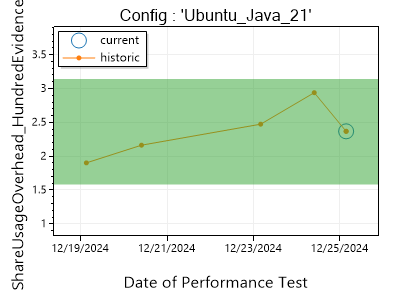 Config : 'Ubuntu_Java_21'
current
historic
ShareUsageOverhead_HundredEvidence
3.5
3
2.5
2
1.5
1
12/19/2024
12/21/2024
12/23/2024
12/25/2024
Date of Performance Test